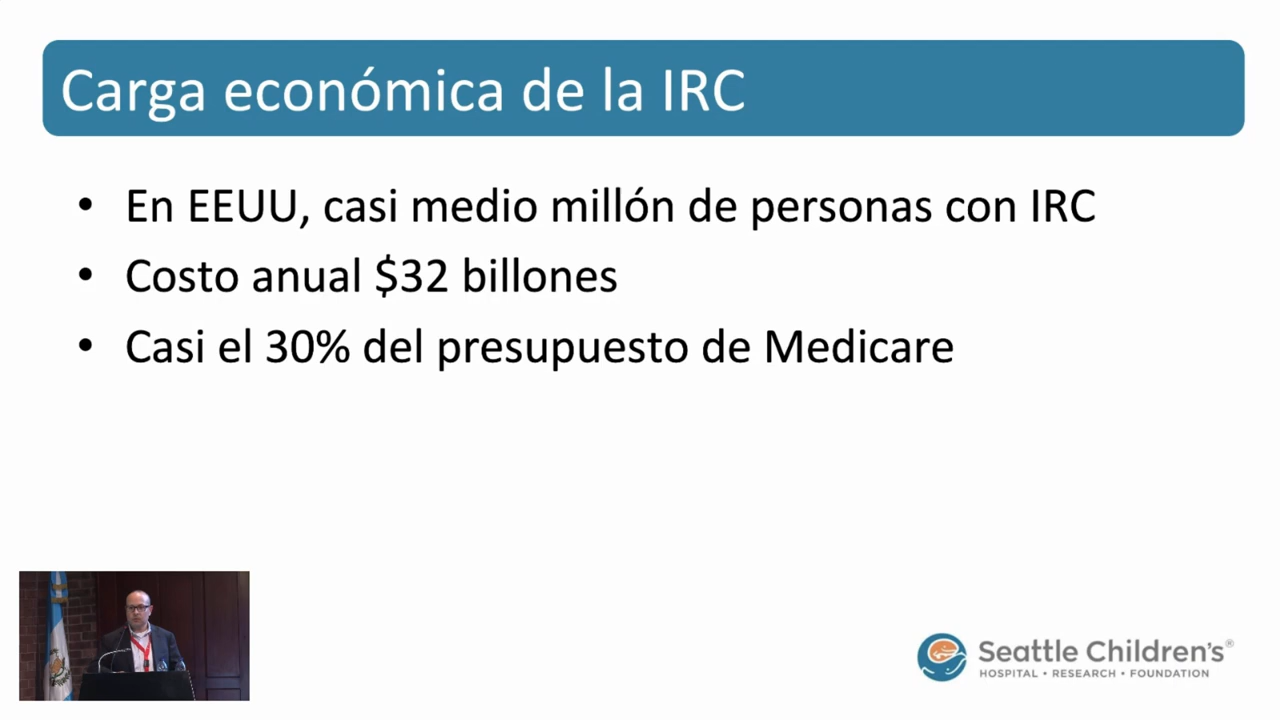 Carga económica de la IRC
• En EEUU, casi medio millón de personas con IRC
• Costo anual $32 billones
• Casi el 30% del presupuesto de Medicare
Seattle Children's®
HOSPITAL • RESEARCH • FOUNDATION